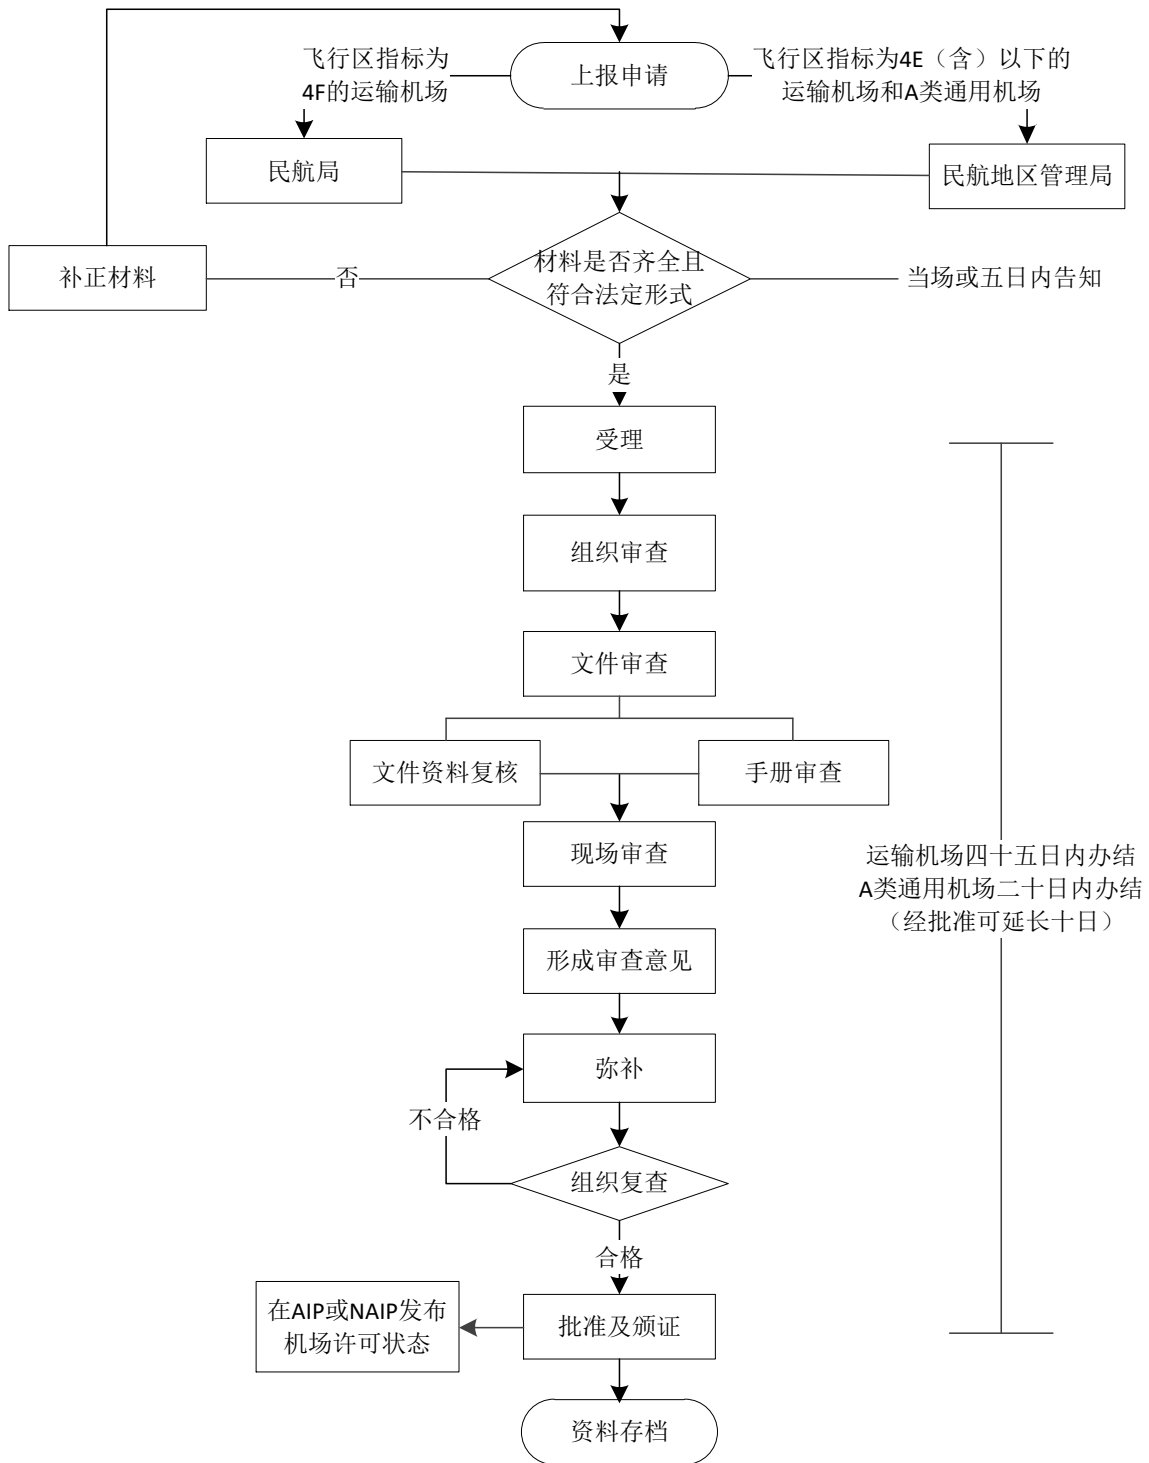 上报申请
飞行区指标为
4F的运输机场
飞行区指标为4E（含）以下的
运输机场和A类通用机场
民航局
民航地区管理局
补正材料
否
材料是否齐全且
符合法定形式
当场或五日内告知
是
受理
组织审查
文件审查
文件资料复核
手册审查
现场审查
运输机场四十五日内办结
A类通用机场二十日内办结
（经批准可延长十日）
形成审查意见
弥补
不合格
组织复查
合格
在AIP或NAIP发布
机场许可状态
批准及颁证
资料存档